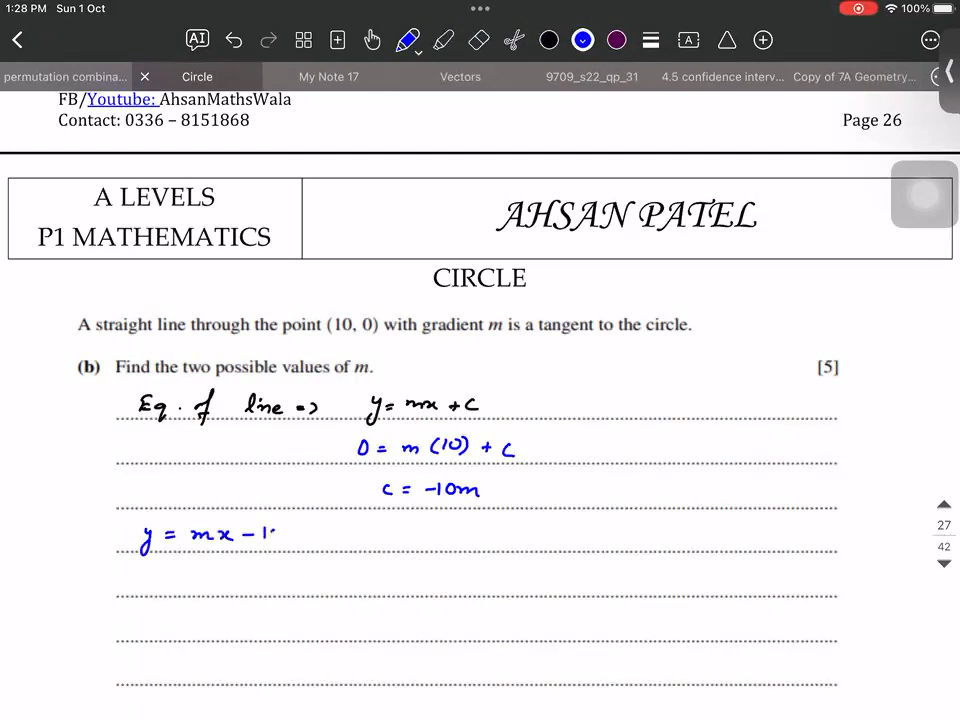 1:28 PM Sun 1 Oct
100%
AI
A
permutation combina...
Circle
My Note 17
Vectors
9709_s22_qp_31
4.5 confidence interv...
Copy of 7A Geometry...
FB/Youtube: AhsanMathsWala
Contact: 0336 – 8151868
Page 26
A LEVELS
P1 MATHEMATICS
AHSAN PATEL
CIRCLE
A straight line through the point (10, 0) with gradient m is a tangent to the circle.
(b) Find the two possible values of m. [5]
Eq. of line => y = mx + c
0 = m (10) + c
c = -10m
y = mx - 1
27
42